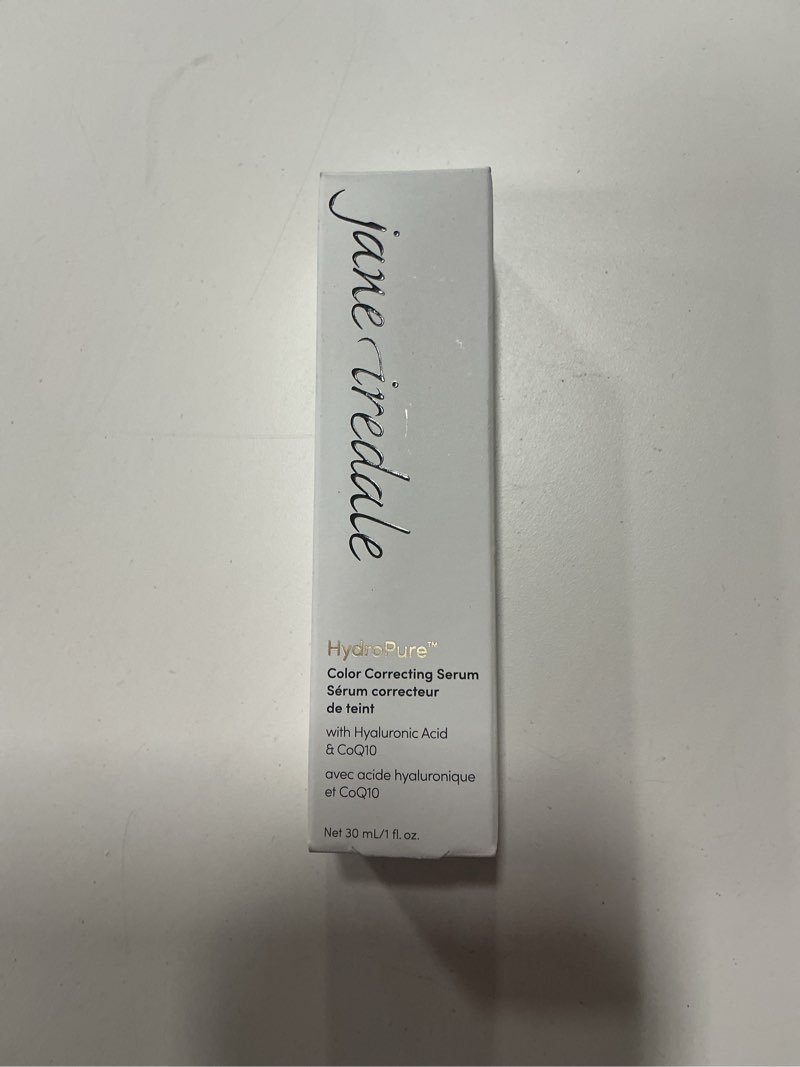 jane iredale
HydroPure™
Color Correcting Serum
Sérum correcteur
de teint
with Hyaluronic Acid
& CoQ10
avec acide hyaluronique
et CoQ10
Net 30 mL/1 fl. oz.